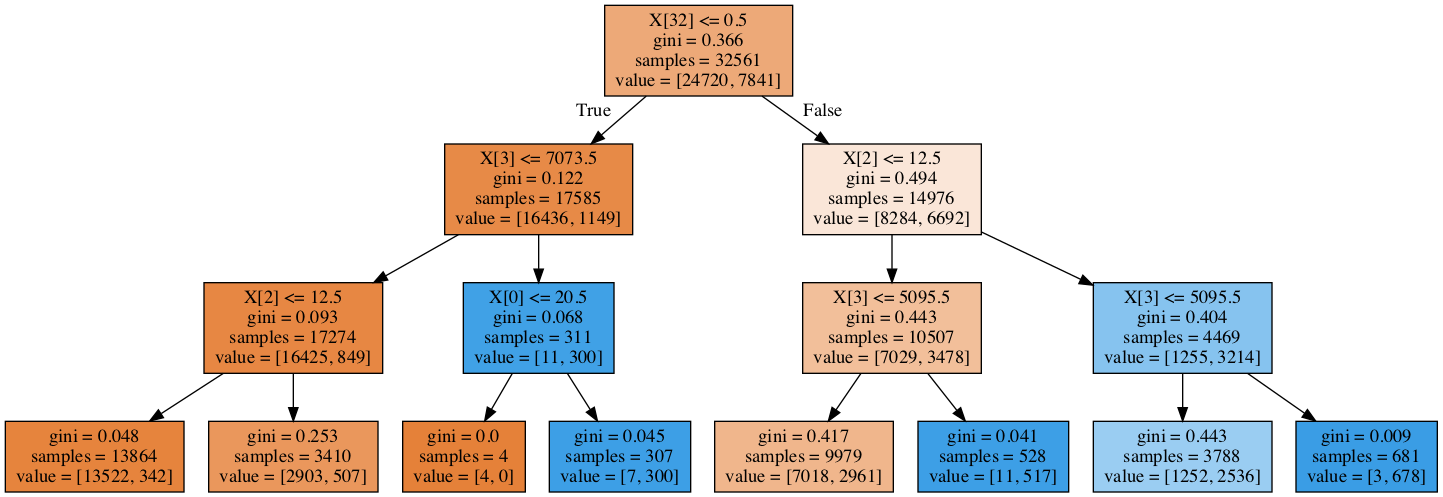 X[32] <= 0.5
gini = 0.366
samples = 32561
value = [24720, 7841]
True
False
X[3] <= 7073.5
gini = 0.122
samples = 17585
value = [16436, 1149]
X[2] <= 12.5
gini = 0.494
samples = 14976
value = [8284, 6692]
X[2] <= 12.5
gini = 0.093
samples = 17274
value = [16425, 849]
X[0] <= 20.5
gini = 0.068
samples = 311
value = [11, 300]
X[3] <= 5095.5
gini = 0.443
samples = 10507
value = [7029, 3478]
X[3] <= 5095.5
gini = 0.404
samples = 4469
value = [1255, 3214]
gini = 0.048
samples = 13864
value = [13522, 342]
gini = 0.253
samples = 3410
value = [2903, 507]
gini = 0.0
samples = 4
value = [4, 0]
gini = 0.045
samples = 307
value = [7, 300]
gini = 0.417
samples = 9979
value = [7018, 2961]
gini = 0.041
samples = 528
value = [11, 517]
gini = 0.443
samples = 3788
value = [1252, 2536]
gini = 0.009
samples = 681
value = [3, 678]